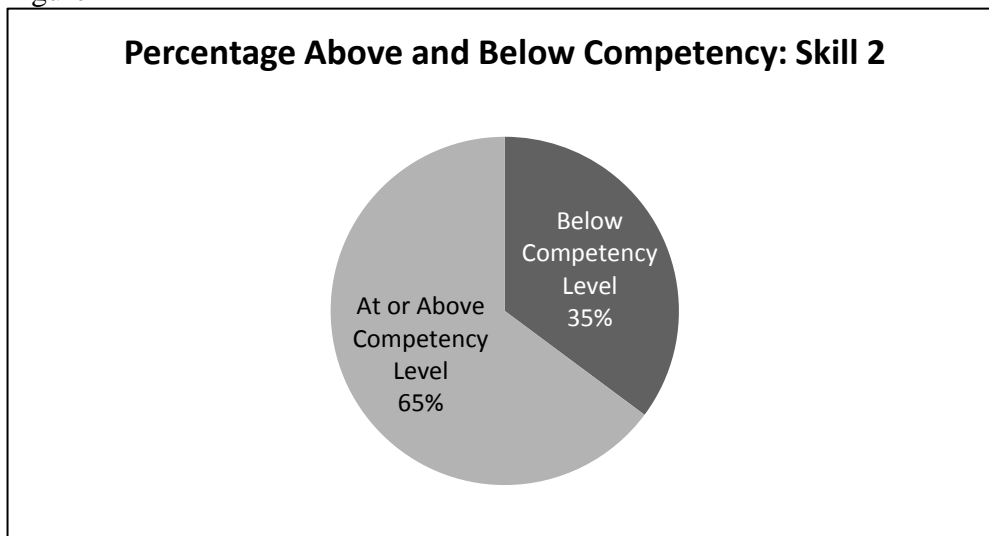 Percentage Above and Below Competency: Skill 2
Below
Competency
Level
35%
At or Above
Competency
Level
65%